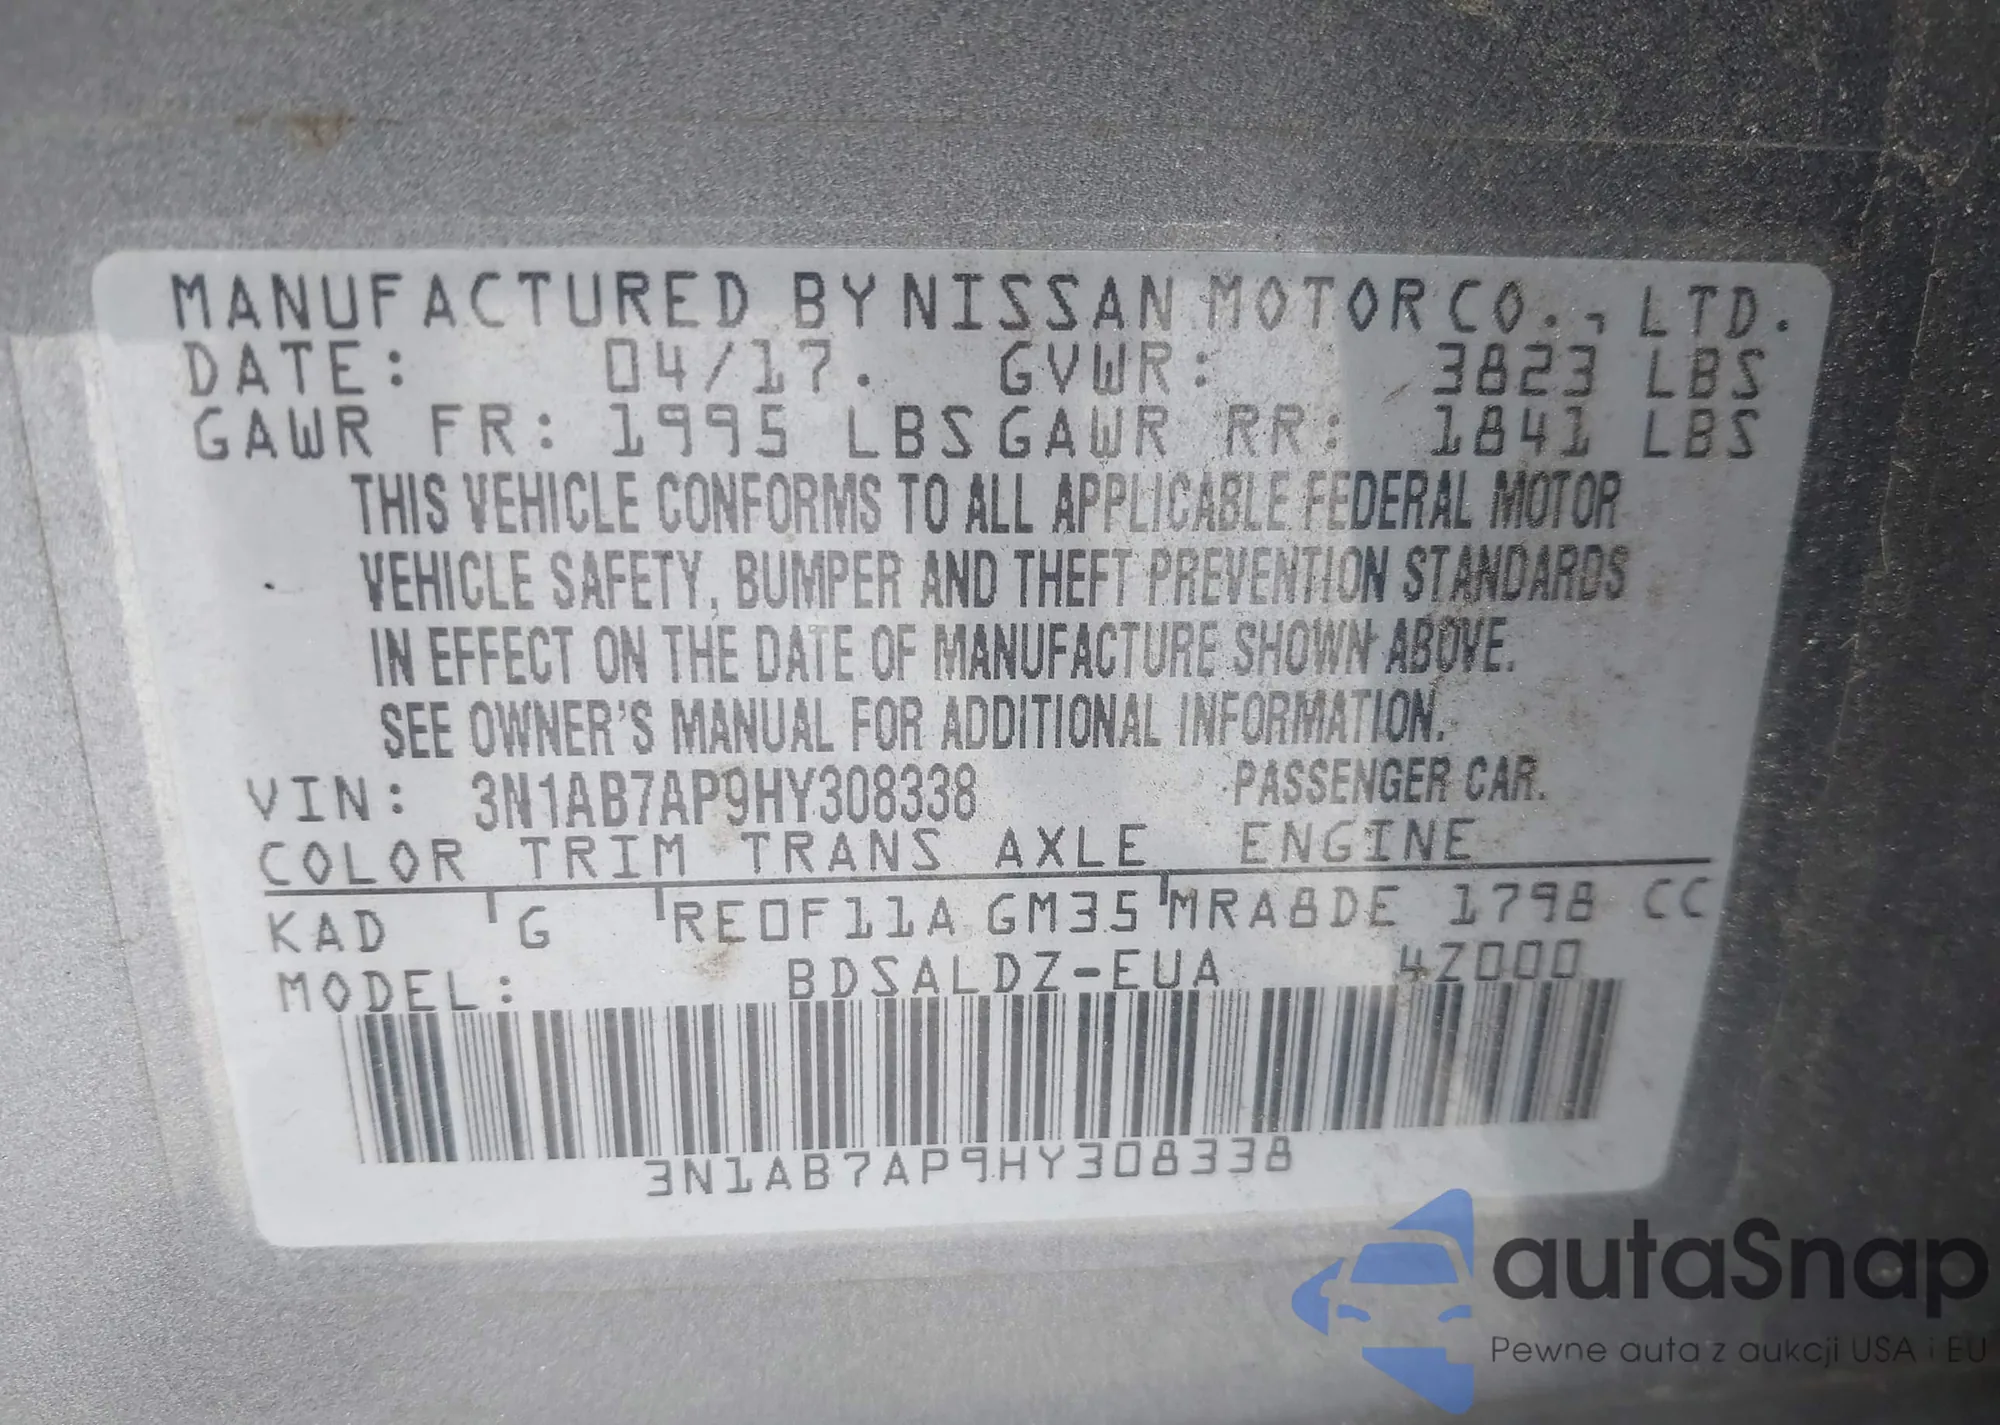 MANUFACTURED BY NISSAN MOTOR CO., LTD.
DATE: 04/17. GVWR: 3823 LBS
GAWR FR: 1995 LBS GAWR RR: 1841 LBS
THIS VEHICLE CONFORMS TO ALL APPLICABLE FEDERAL MOTOR
VEHICLE SAFETY, BUMPER AND THEFT PREVENTION STANDARDS
IN EFFECT ON THE DATE OF MANUFACTURE SHOWN ABOVE.
SEE OWNER'S MANUAL FOR ADDITIONAL INFORMATION.
VIN: 3N1AB7AP9HY308338 PASSENGER CAR.
COLOR TRIM TRANS AXLE ENGINE
KAD G RE0F11A GM35 MRA8DE 1798 CC
MODEL: BDSALDZ-EUA 4Z000
3N1AB7AP9HY308338
autaSnap
Pewne auta z aukcji USA i EU